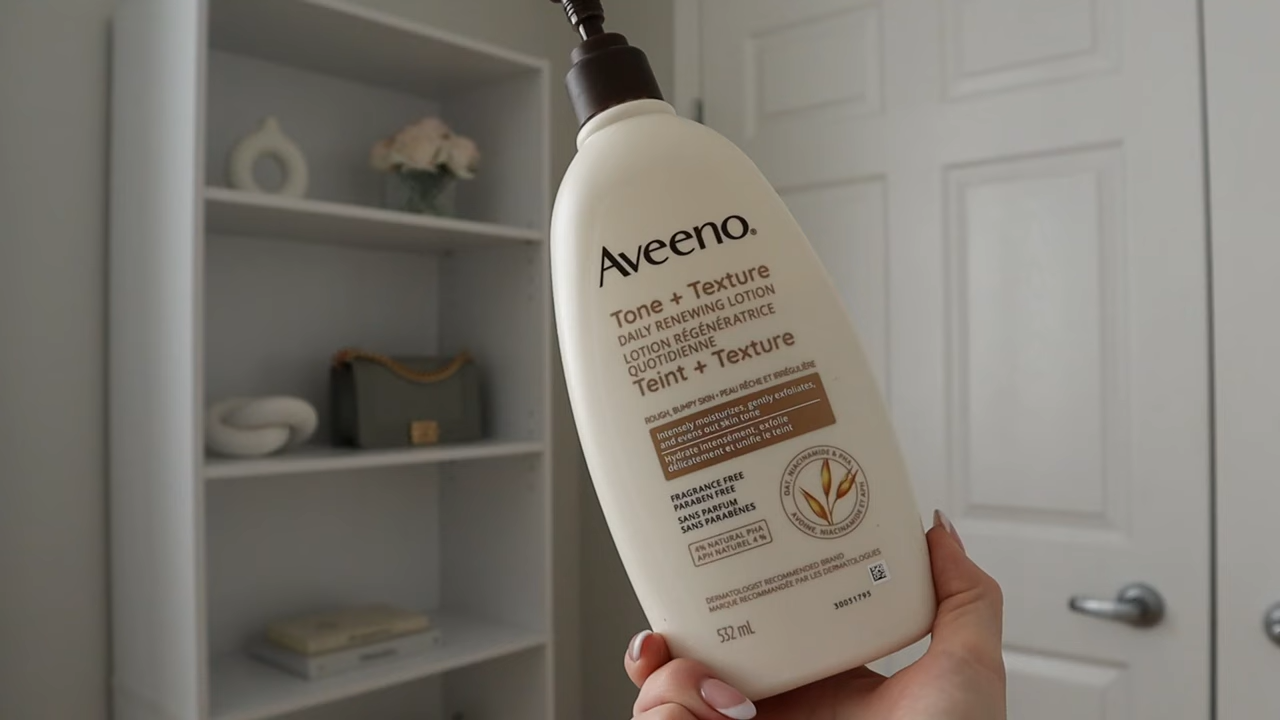 Aveeno®
Tone + Texture
DAILY RENEWING LOTION
LOTION RÉGÉNÉRATRICE
QUOTIDIENNE
Teint + Texture
ROUGH, BUMPY SKIN • PEAU RÊCHE ET IRRÉGULIÈRE
Intensely moisturizes, gently exfoliates,
and evens out skin tone
Hydrate intensément, exfolie
délicatement et unifie le teint
FRAGRANCE FREE
PARABEN FREE
SANS PARFUM
SANS PARABÈNES
OAT, NIACINAMIDE & PHA
AVOINE, NIACINAMIDE ET APH
4% NATURAL PHA
APH NATUREL 4 %
DERMATOLOGIST RECOMMENDED BRAND
MARQUE RECOMMANDÉE PAR LES DERMATOLOGUES
30051795
532 mL